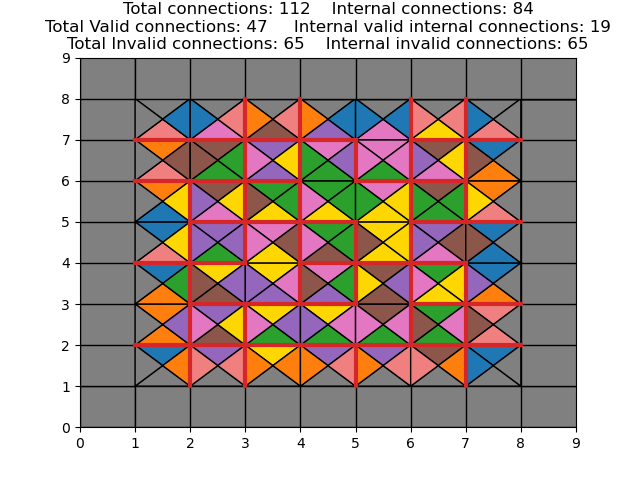 Total connections: 112    Internal connections: 84
Total Valid connections: 47     Internal valid internal connections: 19
Total Invalid connections: 65    Internal invalid connections: 65
9
8
7
6
5
4
3
2
1
0
0 1 2 3 4 5 6 7 8 9